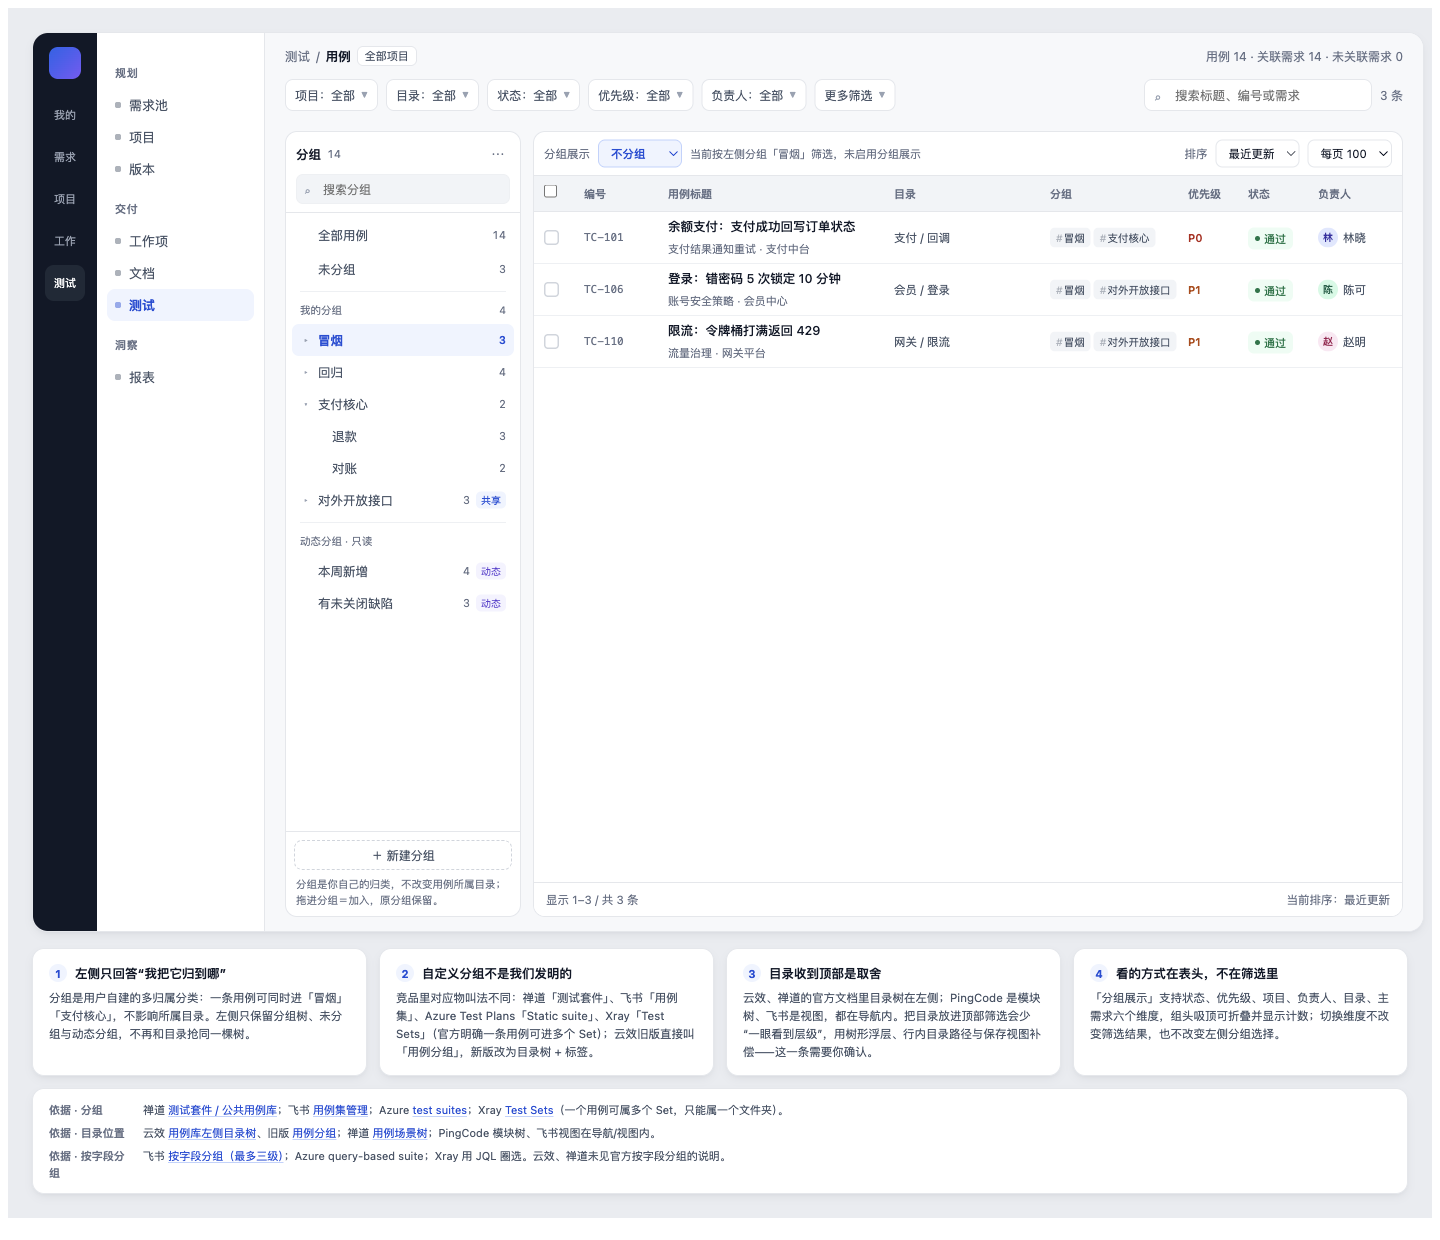 我的
需求
项目
工作
测试
规划
需求池
项目
版本
交付
工作项
文档
测试
洞察
报表
测试 / 用例 全部项目
用例 14 · 关联需求 14 · 未关联需求 0
项目：全部 ▼ 目录：全部 ▼ 状态：全部 ▼ 优先级：全部 ▼ 负责人：全部 ▼ 更多筛选 ▼
搜索标题、编号或需求 3 条
分组 14 ···
搜索分组
全部用例 14
未分组 3
我的分组 4
冒烟 3
回归 4
支付核心 2
退款 3
对账 2
对外开放接口 3 共享
动态分组 · 只读
本周新增 4 动态
有未关闭缺陷 3 动态
＋ 新建分组
分组是你自己的归类，不改变用例所属目录；
拖进分组＝加入，原分组保留。
分组展示 不分组 当前按左侧分组「冒烟」筛选，未启用分组展示
排序 最近更新 每页 100
编号 用例标题 目录 分组 优先级 状态 负责人
TC-101 余额支付：支付成功回写订单状态 支付 / 回调 #冒烟 #支付核心 P0 通过 林 林晓
支付结果通知重试 · 支付中台
TC-106 登录：错密码 5 次锁定 10 分钟 会员 / 登录 #冒烟 #对外开放接口 P1 通过 陈 陈可
账号安全策略 · 会员中心
TC-110 限流：令牌桶打满返回 429 网关 / 限流 #冒烟 #对外开放接口 P1 通过 赵 赵明
流量治理 · 网关平台
显示 1–3 / 共 3 条
当前排序：最近更新
1 左侧只回答“我把它归到哪”
分组是用户自建的多归属分类：一条用例可同时进「冒烟」
「支付核心」，不影响所属目录。左侧只保留分组树、未分
组与动态分组，不再和目录抢同一棵树。
2 自定义分组不是我们发明的
竞品里对应物叫法不同：禅道「测试套件」、飞书「用例
集」、Azure Test Plans「Static suite」、Xray「Test
Sets」（官方明确一条用例可进多个 Set）；云效旧版直接叫
「用例分组」，新版改为目录树 + 标签。
3 目录收到顶部是取舍
云效、禅道的官方文档里目录树在左侧；PingCode 是模块
树、飞书是视图，都在导航内。把目录放进顶部筛选会少
“一眼看到层级”，用树形浮层、行内目录路径与保存视图补
偿——这一条需要你确认。
4 看的方式在表头，不在筛选里
「分组展示」支持状态、优先级、项目、负责人、目录、主
需求六个维度，组头吸顶可折叠并显示计数；切换维度不改
变筛选结果，也不改变左侧分组选择。
依据 · 分组 禅道 测试套件 / 公共用例库；飞书 用例集管理；Azure test suites；Xray Test Sets（一个用例可属多个 Set，只能属一个文件夹）。
依据 · 目录位置 云效 用例库左侧目录树、旧版 用例分组；禅道 用例场景树；PingCode 模块树、飞书视图在导航/视图内。
依据 · 按字段分 飞书 按字段分组（最多三级）；Azure query-based suite；Xray 用 JQL 圈选。云效、禅道未见官方按字段分组的说明。
组